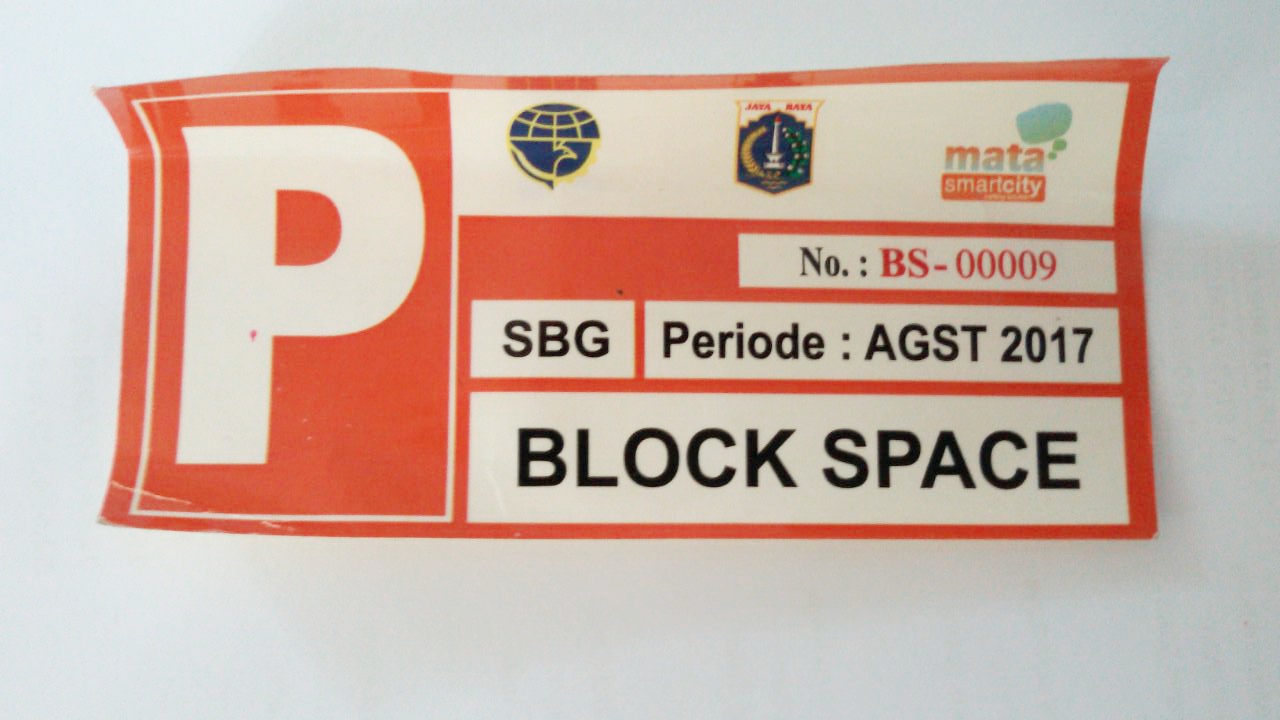 P
JAYA RAYA
mata
smartcity
No. : BS-00009
SBG
Periode : AGST 2017
BLOCK SPACE